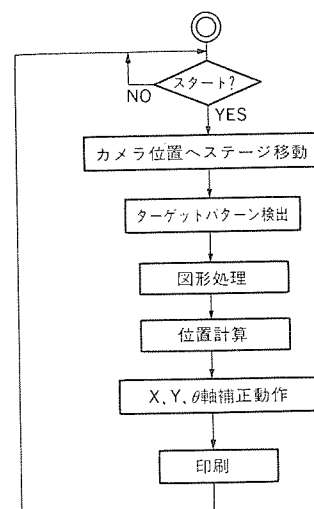 スタート?
NO
YES
カメラ位置へステージ移動
ターゲットパターン検出
図形処理
位置計算
X、Y、θ軸補正動作
印刷